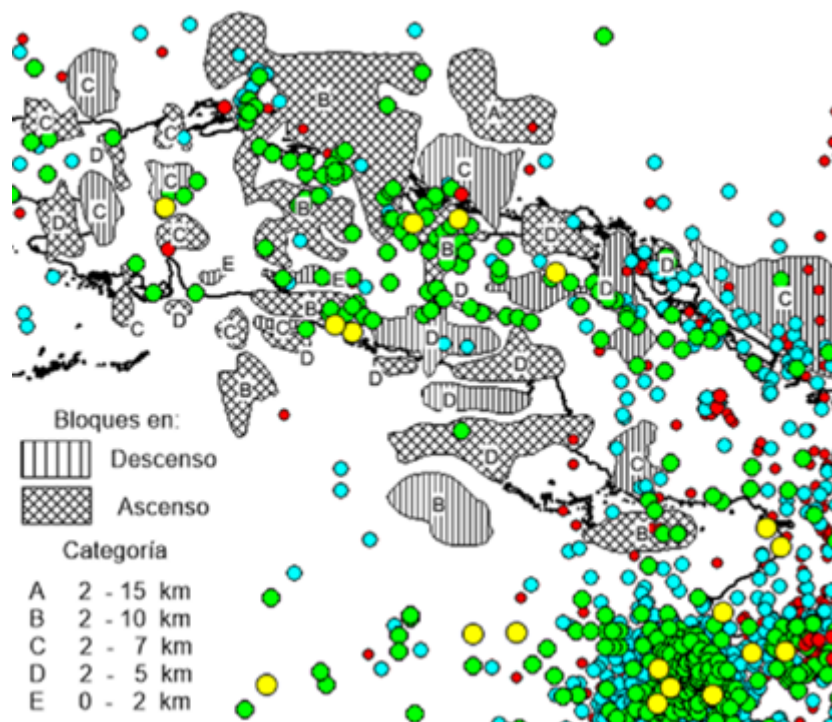 C
B
A
C
C
D
C
C
C
D
B
C
D
B
D
E
E
D
C
D
B
D
C
C
C
D
D
D
D
B
D
D
C
B
B
Bloques en:
Descenso
Ascenso
Categoría
A 2 - 15 km
B 2 - 10 km
C 2 - 7 km
D 2 - 5 km
E 0 - 2 km